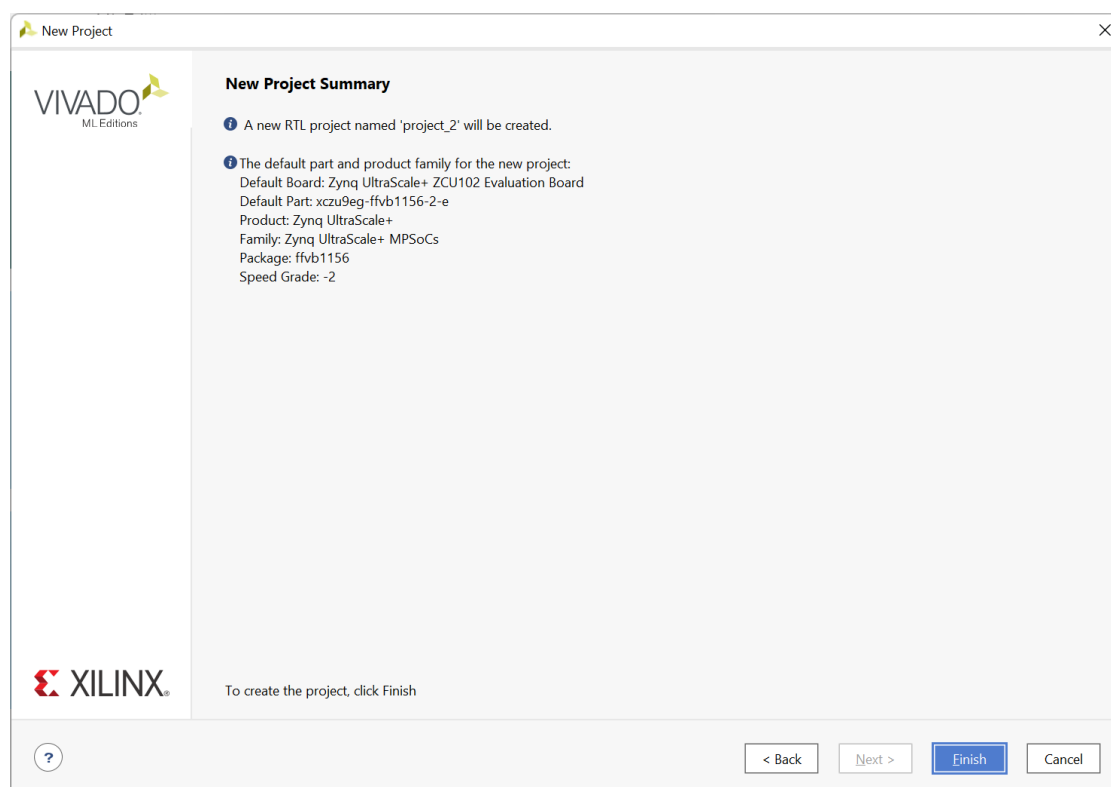 New Project
VIVADO.
ML Editions
New Project Summary
A new RTL project named 'project_2' will be created.
The default part and product family for the new project:
Default Board: Zynq UltraScale+ ZCU102 Evaluation Board
Default Part: xczu9eg-ffvb1156-2-e
Product: Zynq UltraScale+
Family: Zynq UltraScale+ MPSoCs
Package: ffvb1156
Speed Grade: -2
XILINX®
To create the project, click Finish
?
< Back
Next >
Finish
Cancel